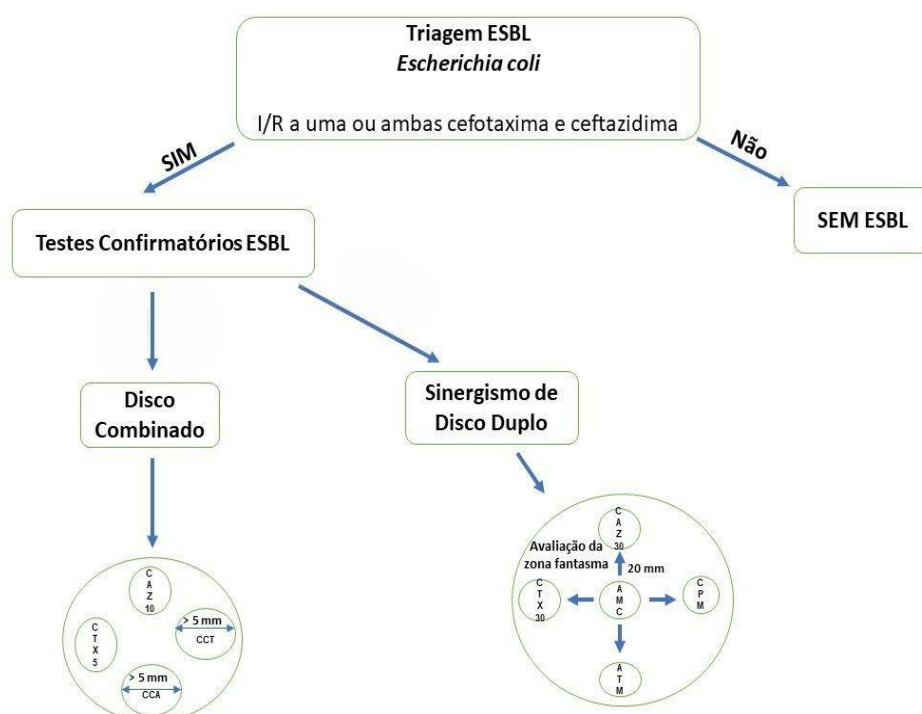 Triagem ESBL
Escherichia coli
I/R a uma ou ambas cefotaxima e ceftazidima
SIM
Não
Testes Confirmatórios ESBL
SEM ESBL
Disco
Combinado
Sinergismo de
Disco Duplo
C
A
Z
10
C
T
X
5
> 5 mm
CCT
> 5 mm
CCA
C
A
Z
30
Avaliação da
zona fantasma
20 mm
C
T
X
30
A
M
C
C
P
M
A
T
M